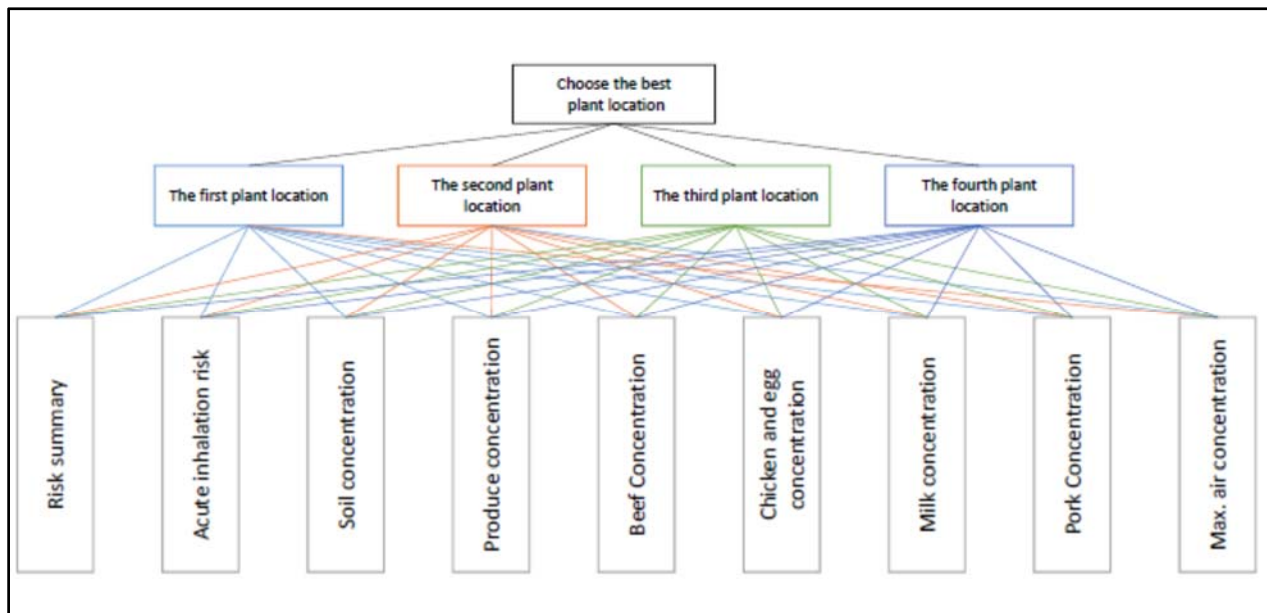 Choose the best
plant location
The first plant location
The second plant
location
The third plant location
The fourth plant
location
Risk summary
Acute inhalation risk
Soil concentration
Produce concentration
Beef Concentration
Chicken and egg
concentration
Milk concentration
Pork Concentration
Max. air concentration